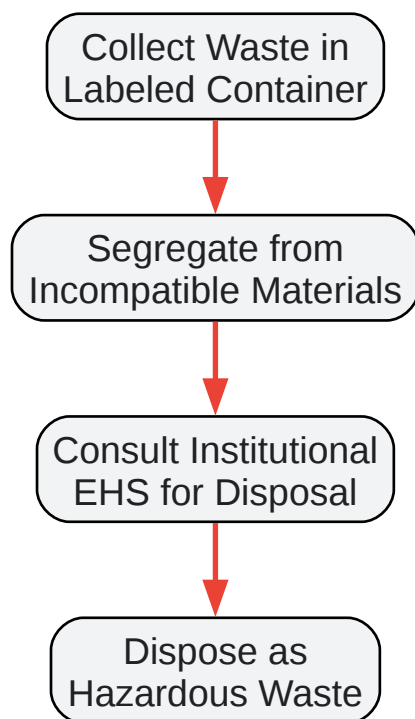 Collect Waste in
Labeled Container
Segregate from
Incompatible Materials
Consult Institutional
EHS for Disposal
Dispose as
Hazardous Waste